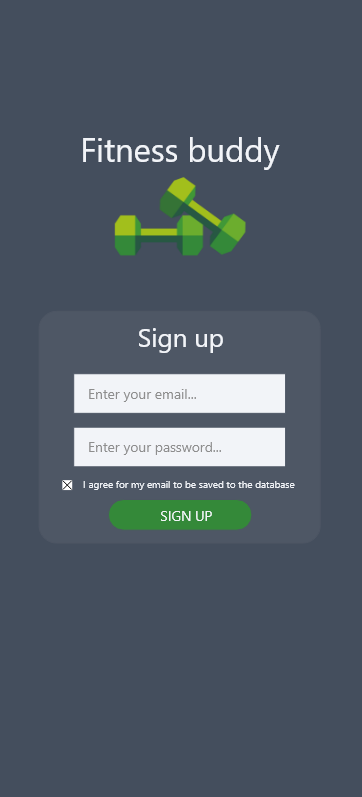 Fitness buddy
Sign up
Enter your email...
Enter your password...
I agree for my email to be saved to the database
SIGN UP